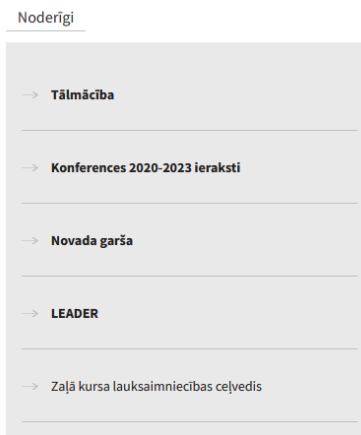 Noderīgi
Tālmācība
Konferences 2020-2023 ieraksti
Novada garša
LEADER
Zaļā kursa lauksaimniecības ceļvedis